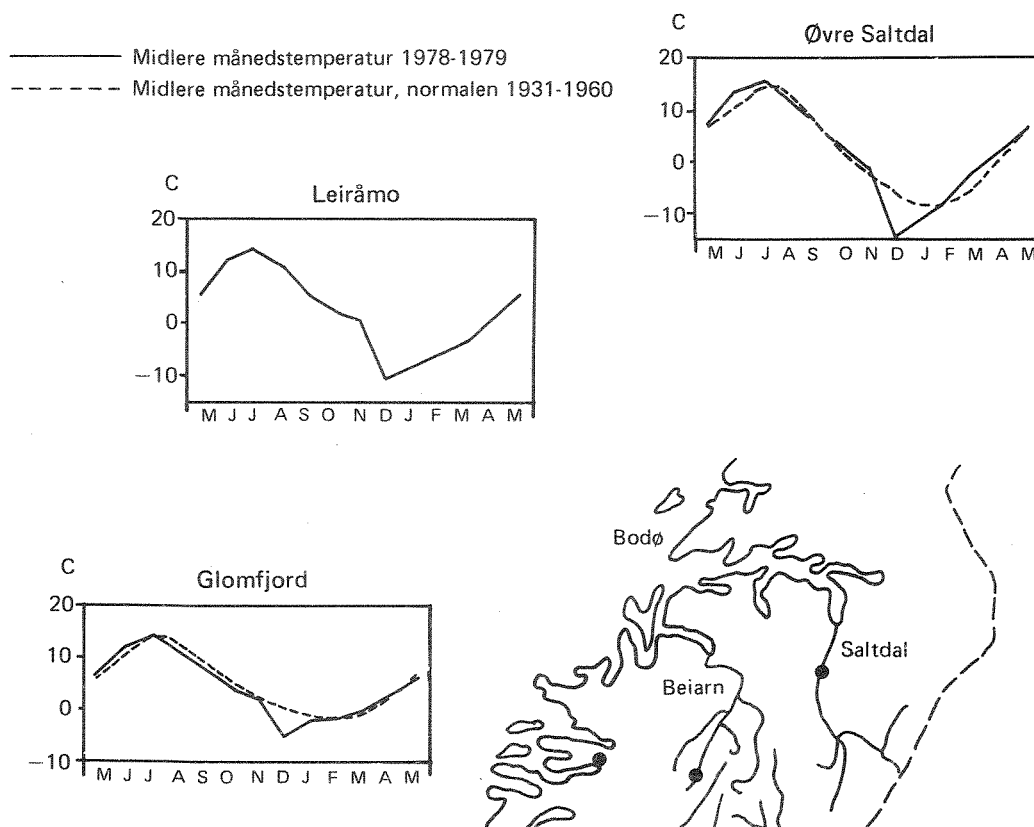 Midlere månedstemperatur 1978-1979
Midlere månedstemperatur, normalen 1931-1960
C
Øvre Saltdal
20
10
0
−10
M J J A S O N D J F M A M
C
Leiråmo
20
10
0
−10
M J J A S O N D J F M A M
C
Glomfjord
20
10
0
−10
M J J A S O N D J F M A M
Bodø
Saltdal
Beiarn